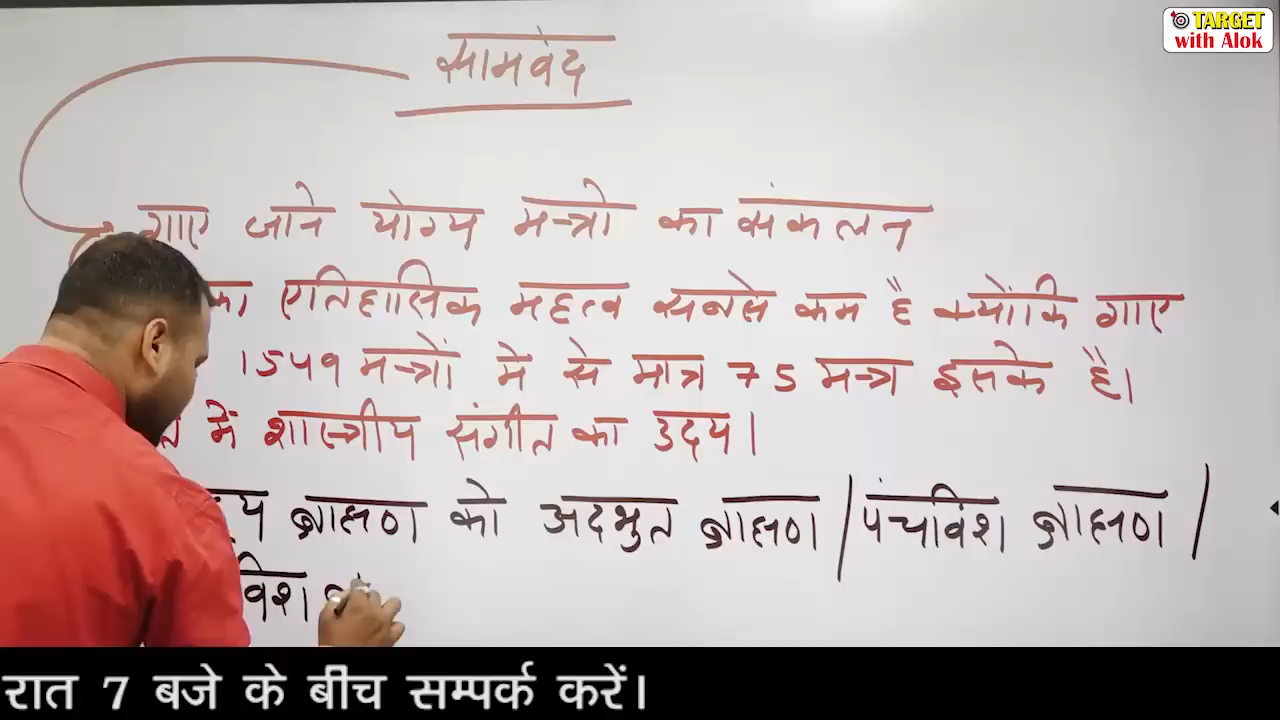 TARGET
with Alok
सामवेद
गाए जाने योग्य मन्त्रो का संकलन
का एतिहासिक महत्व सबसे कम है क्योंकि गाए
1549 मन्त्रों मे से मात्र 75 मन्त्र इसके है।
में शास्त्रीय संगीत का उदय।
ब्राह्मण को अदभुत ब्राह्मण / पंचविश ब्राह्मण /
विश
रात 7 बजे के बीच सम्पर्क करें।